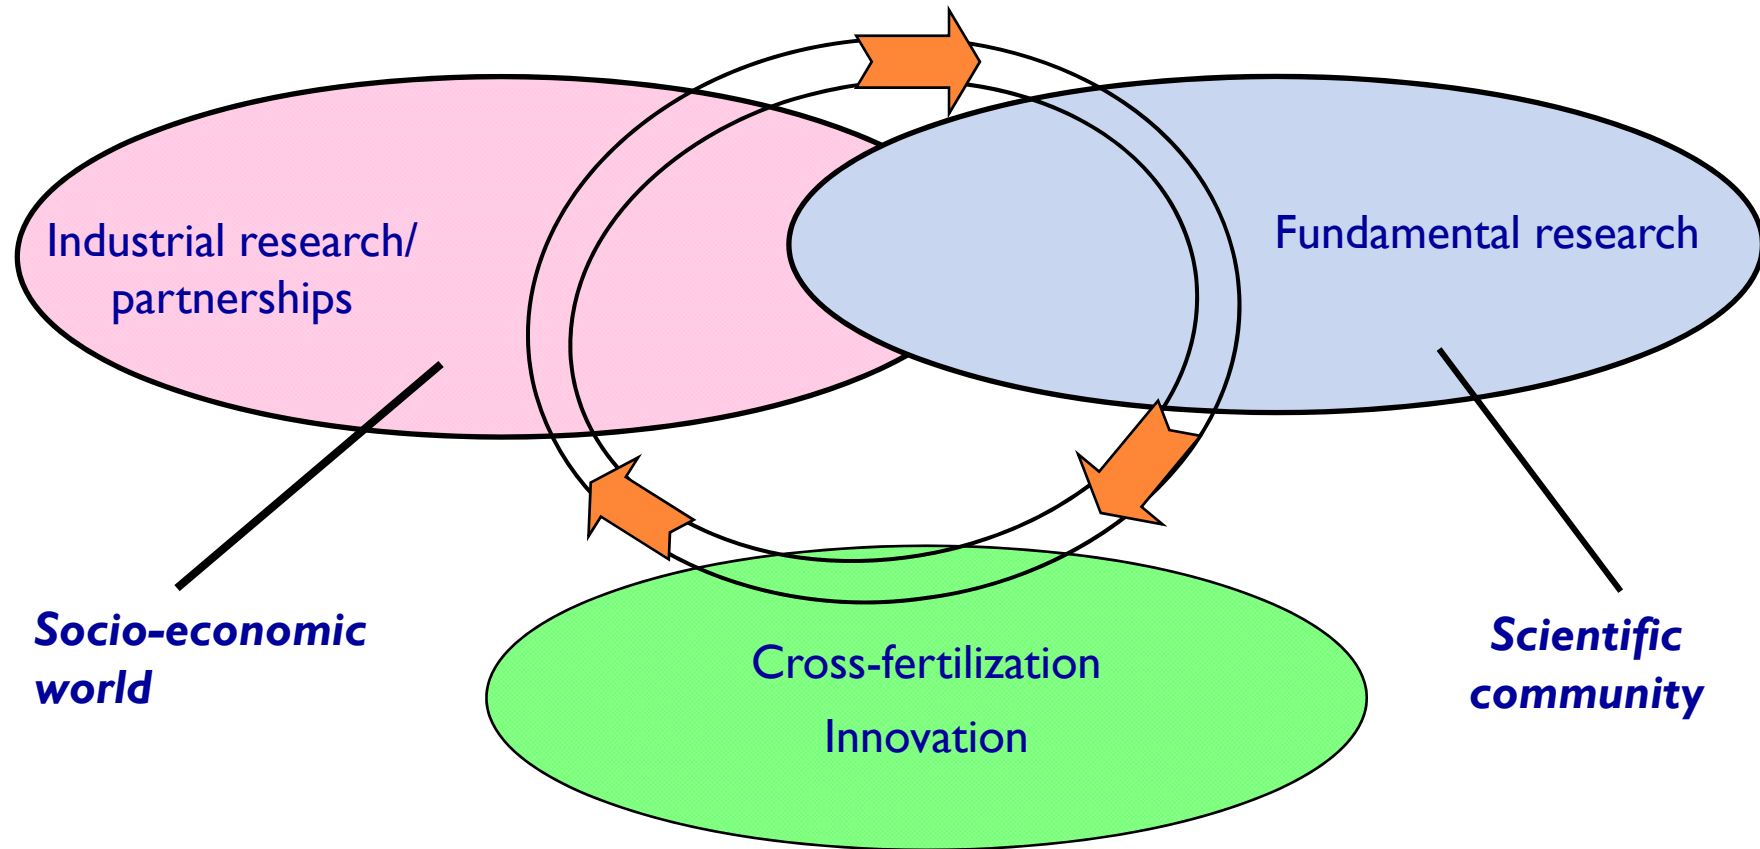 Industrial research/
partnerships
Fundamental research
Socio-economic
world
Cross-fertilization
Innovation
Scientific
community